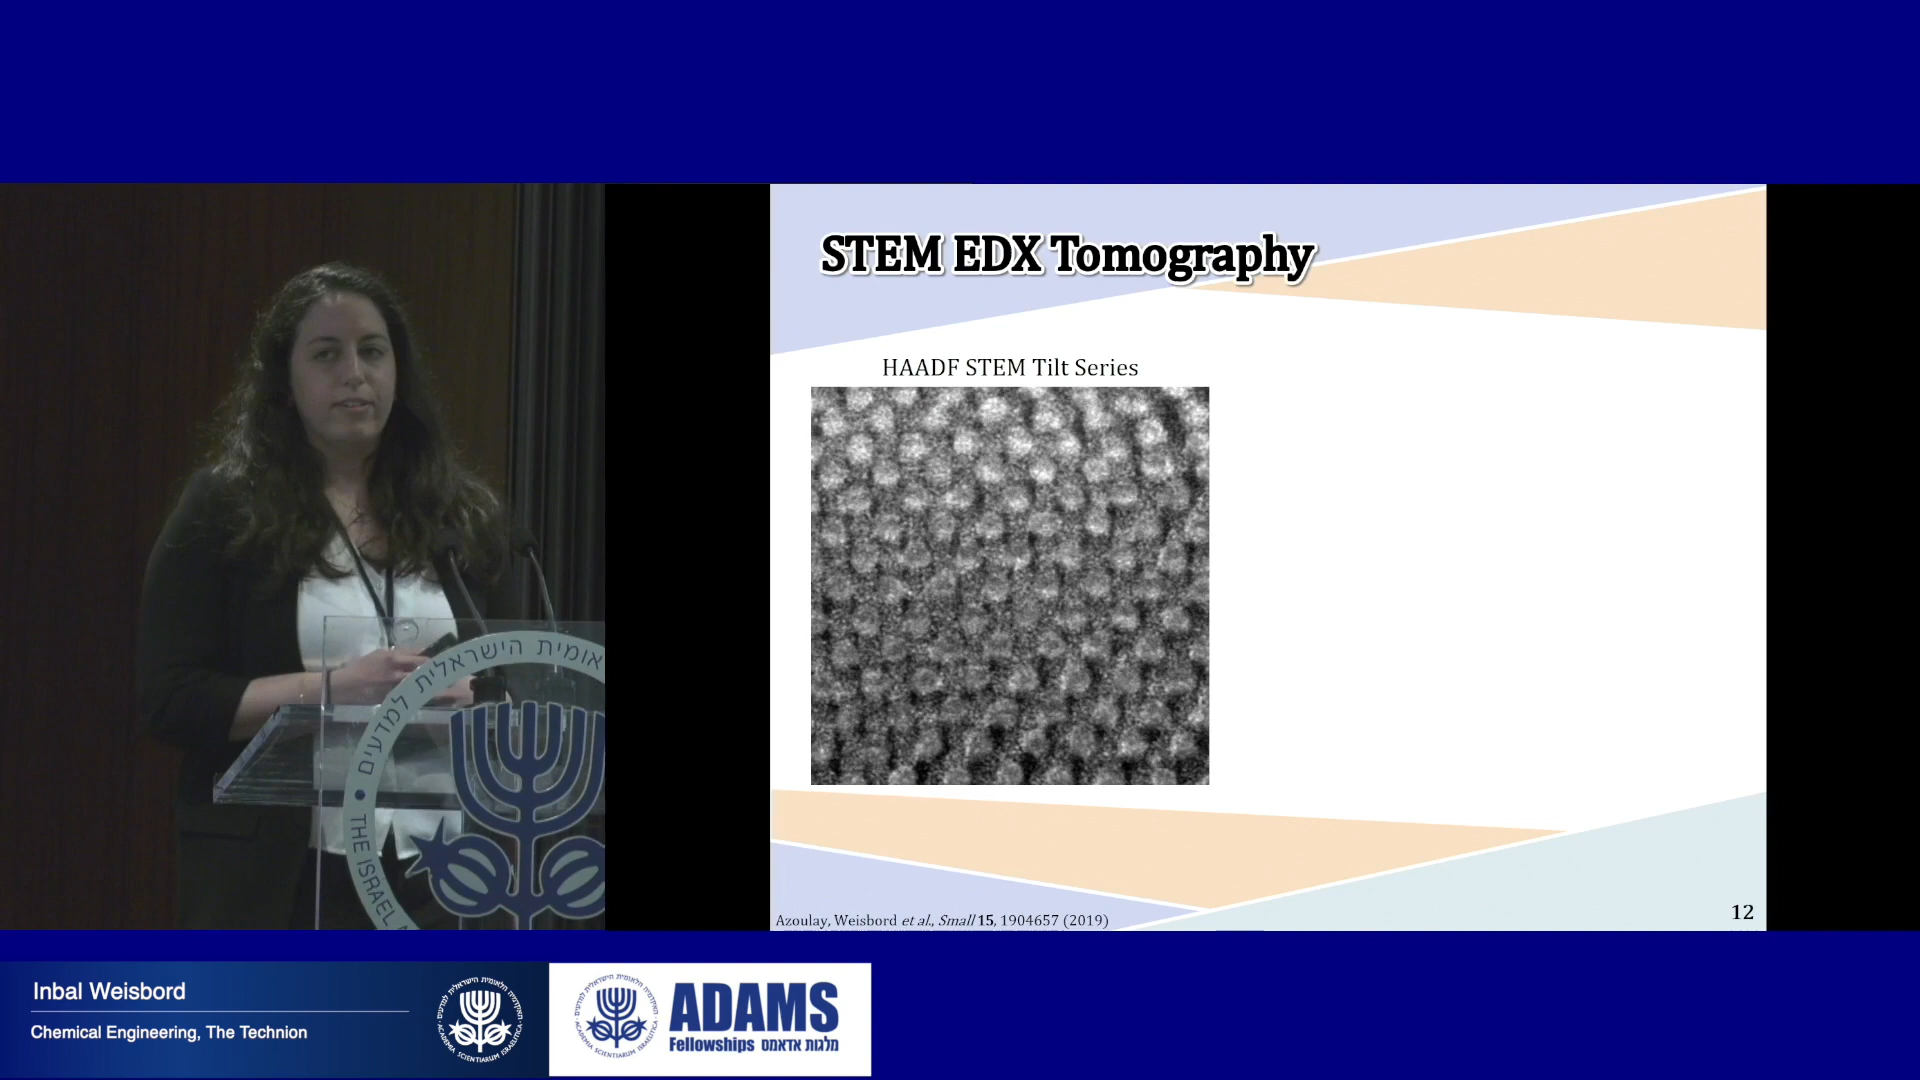 STEM EDX Tomography
HAADF STEM Tilt Series
Azoulay, Weisbord et al., Small 15, 1904657 (2019)
12
אומית הישראלית למדעים
THE ISRAEL
Inbal Weisbord
Chemical Engineering, The Technion
ADAMS
Fellowships מלגות אדאמס